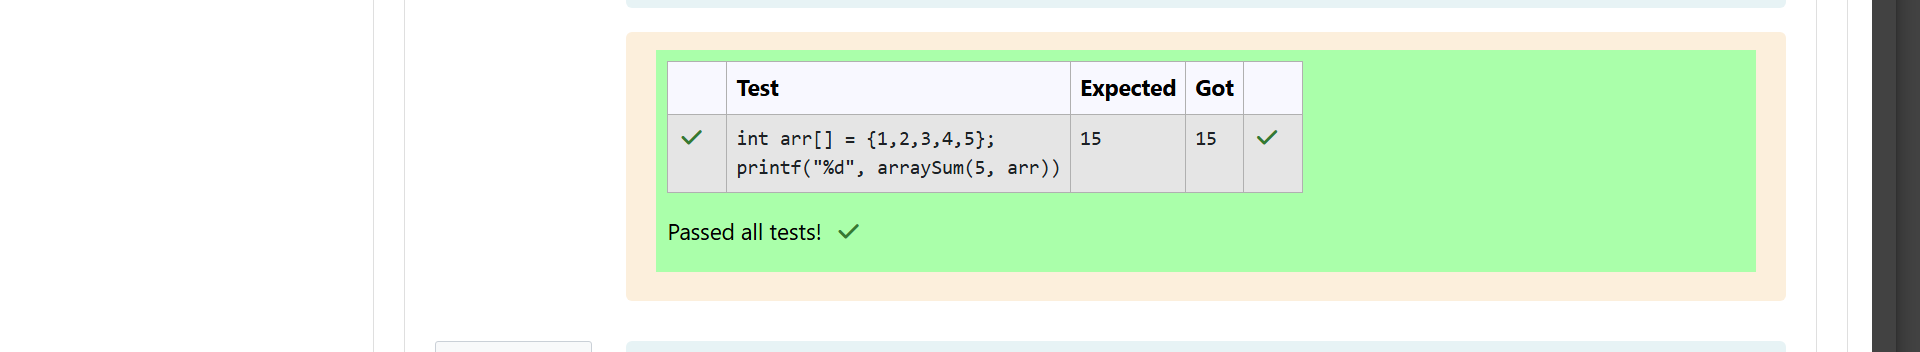 Test Expected Got
int arr[] = {1,2,3,4,5}; 15 15
printf("%d", arraySum(5, arr))
Passed all tests!